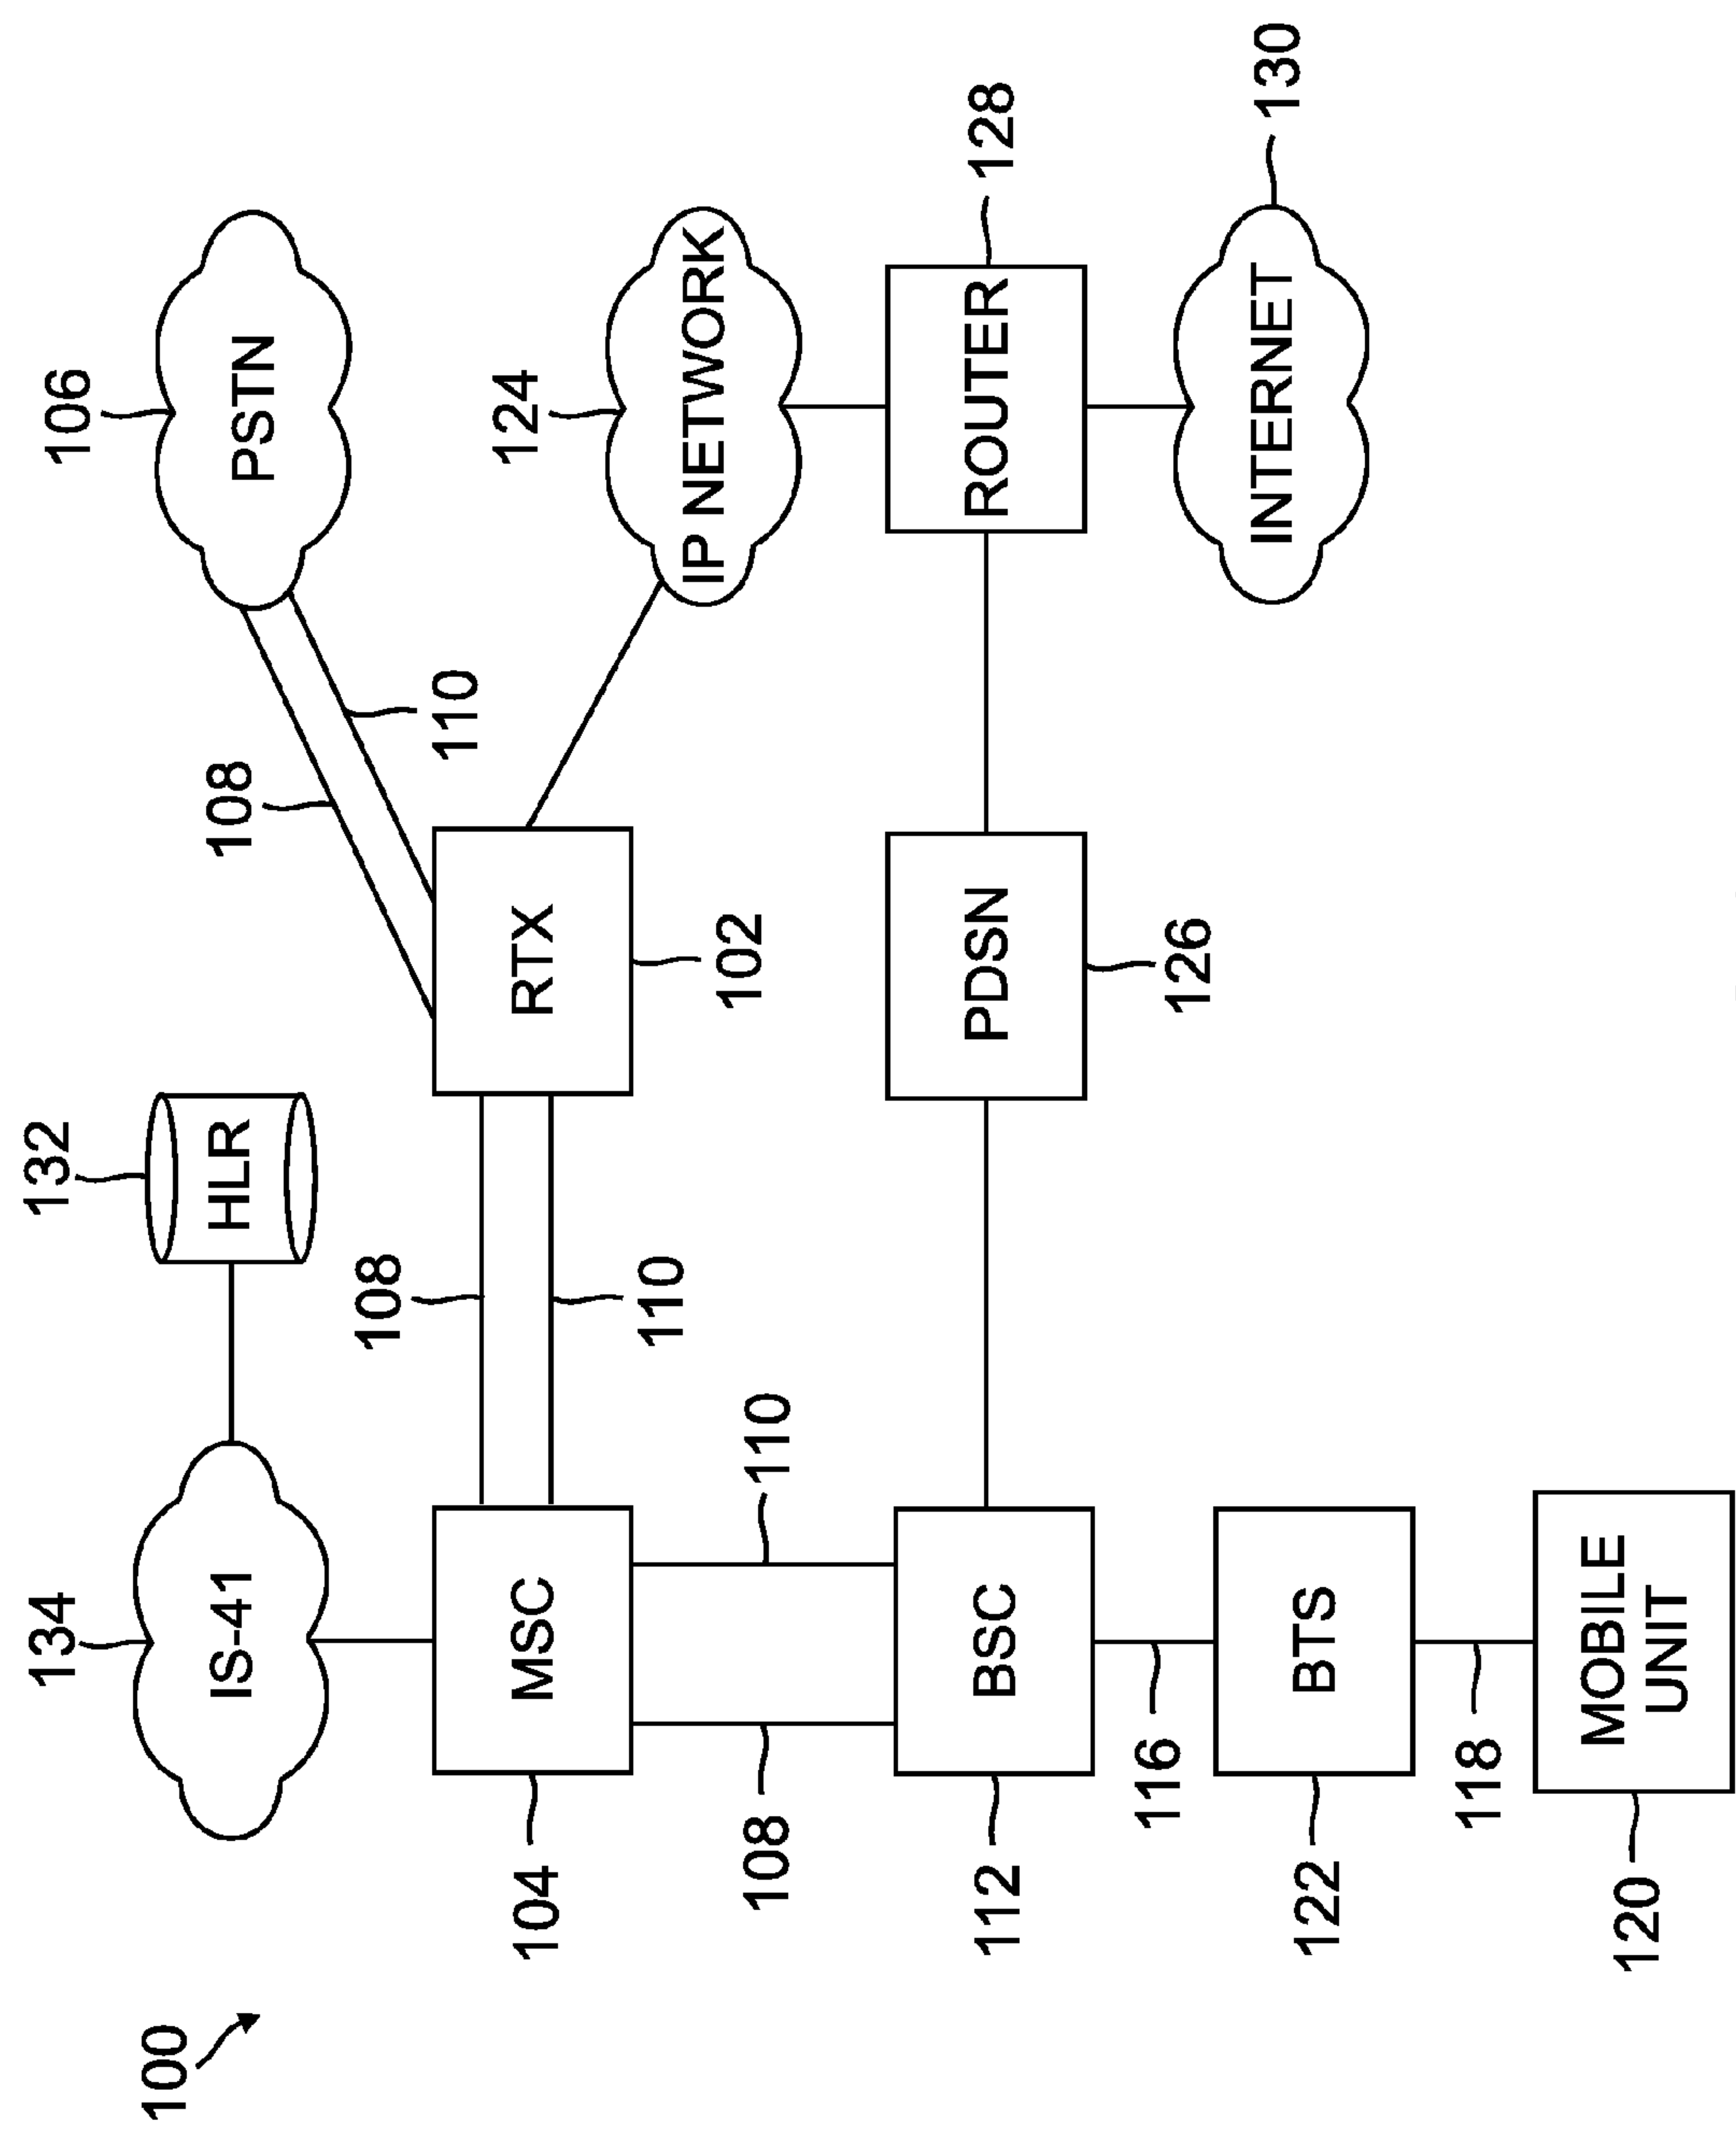 100
134
IS-41
132
HLR
106
PSTN
108
110
108
110
104
MSC
RTX
102
124
IP NETWORK
108
110
112
BSC
PDSN
126
ROUTER
128
116
122
BTS
INTERNET
130
118
120
MOBILE
UNIT